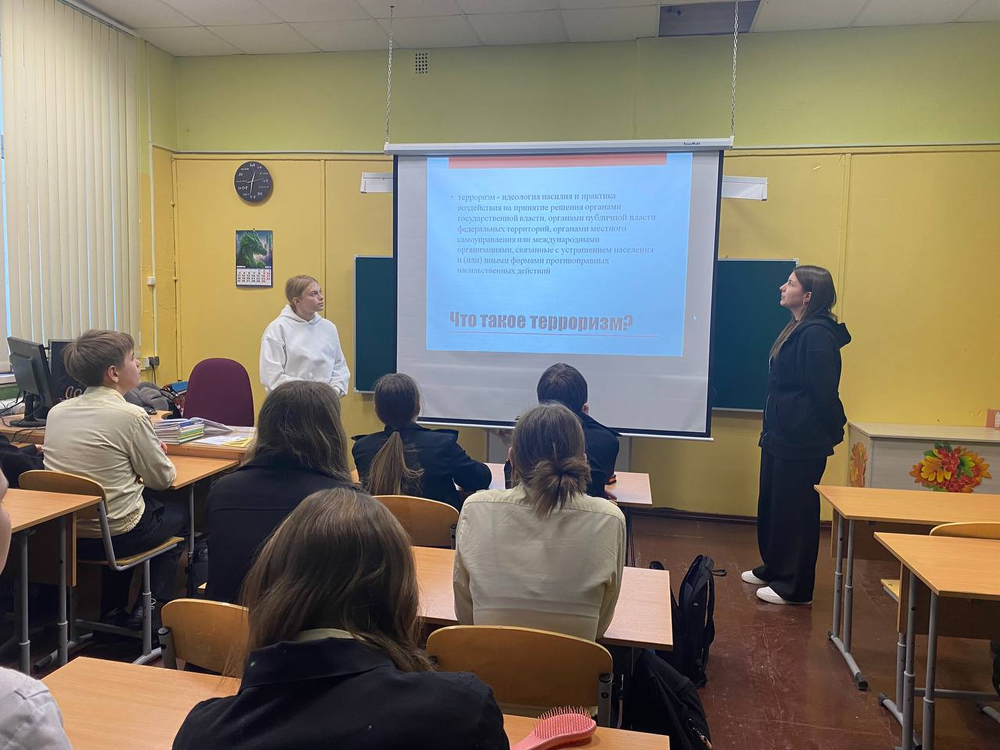 • терроризм - идеология насилия и практика
воздействия на принятие решения органами
государственной власти, органами публичной власти
федеральных территорий, органами местного
самоуправления или международными
организациями, связанные с устрашением населения
и (или) иными формами противоправных
насильственных действий
Что такое терроризм?